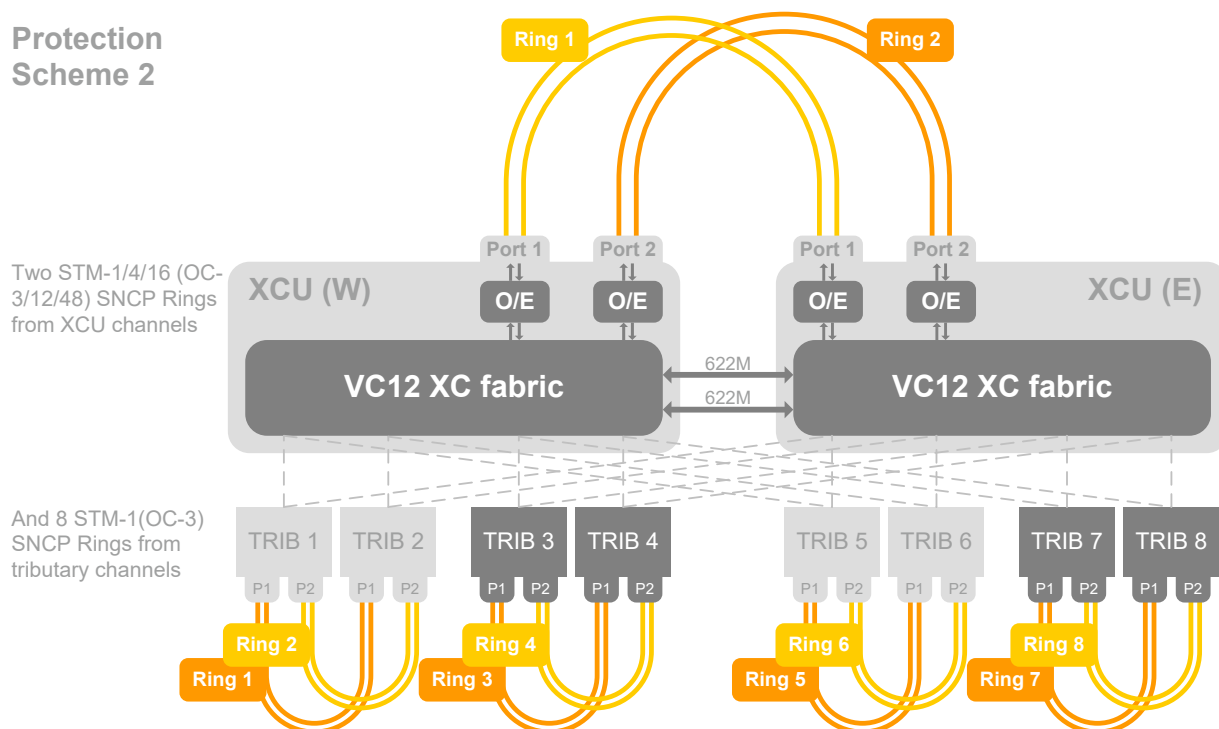 Protection
Scheme 2
Ring 1
Ring 2
Port 1
Port 2
Port 1
Port 2
Two STM-1/4/16 (OC-
3/12/48) SNCP Rings
from XCU channels
XCU (W)
O/E
O/E
O/E
O/E
XCU (E)
VC12 XC fabric
622M
622M
VC12 XC fabric
And 8 STM-1(OC-3)
SNCP Rings from
tributary channels
TRIB 1
TRIB 2
TRIB 3
TRIB 4
TRIB 5
TRIB 6
TRIB 7
TRIB 8
P1
P2
P1
P2
P1
P2
P1
P2
P1
P2
P1
P2
P1
P2
P1
P2
Ring 2
Ring 4
Ring 6
Ring 8
Ring 1
Ring 3
Ring 5
Ring 7